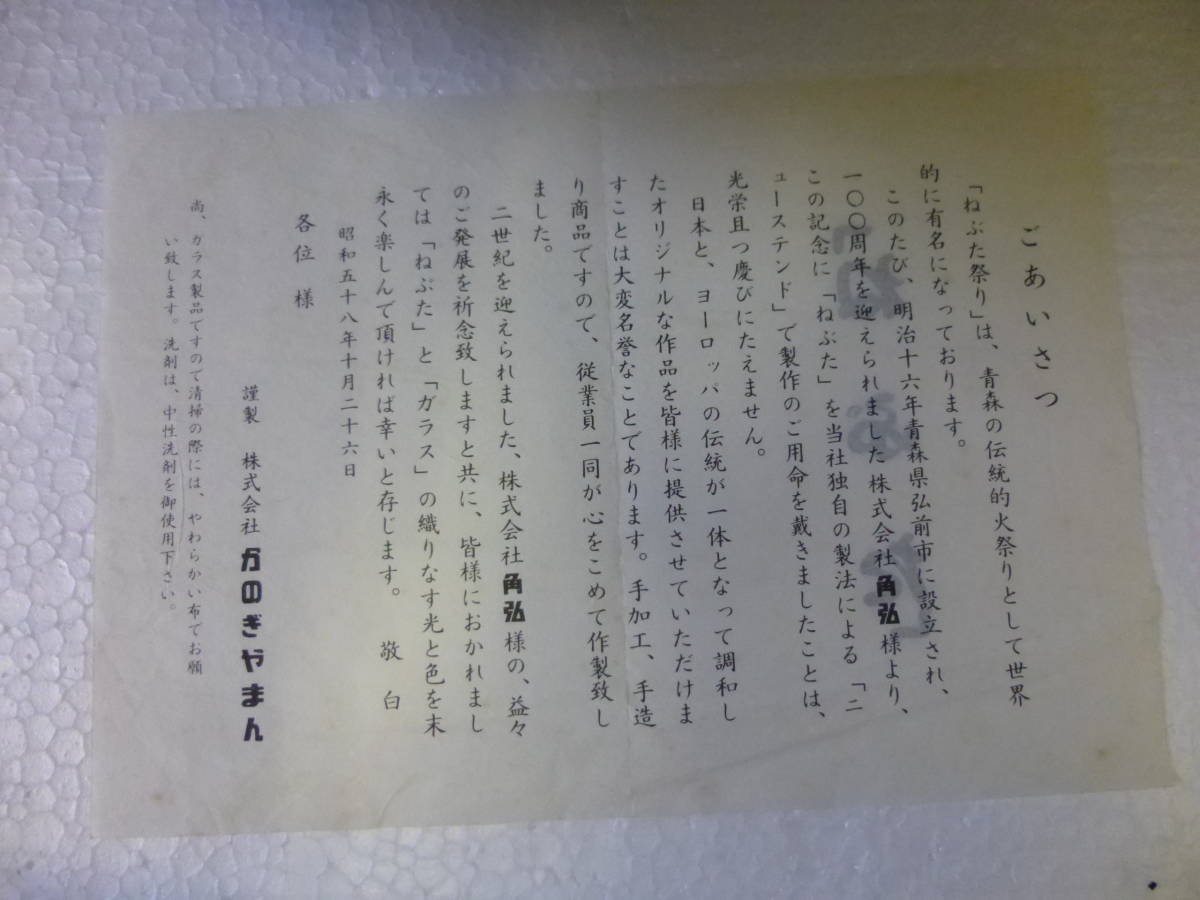 ごあいさつ
「ねぶた祭り」は、青森の伝統的火祭りとして世界
的に有名になっております。
このたび、明治十六年青森県弘前市に設立され、
一〇〇周年を迎えられました株式会社角弘様より、
この記念に「ねぶた」を当社独自の製法による「ニ
ューステンド」で製作のご用命を戴きましたことは、
光栄且つ慶びにたえません。
日本と、ヨーロッパの伝統が一体となって調和し
たオリジナルな作品を皆様に提供させていただけま
すことは大変名誉なことであります。手加工、手造
り商品ですので、従業員一同が心をこめて作製致し
ました。
二世紀を迎えられました、株式会社角弘様の、益々
のご発展を祈念致しますと共に、皆様におかれまし
ては「ねぶた」と「ガラス」の織りなす光と色を末
永く楽しんで頂ければ幸いと存じます。 敬白
昭和五十八年十月二十六日
各位様
謹製 株式会社 かのぎやまん
尚、ガラス製品ですので清掃の際には、やわらかい布でお願
い致します。洗剤は、中性洗剤を御使用下さい。